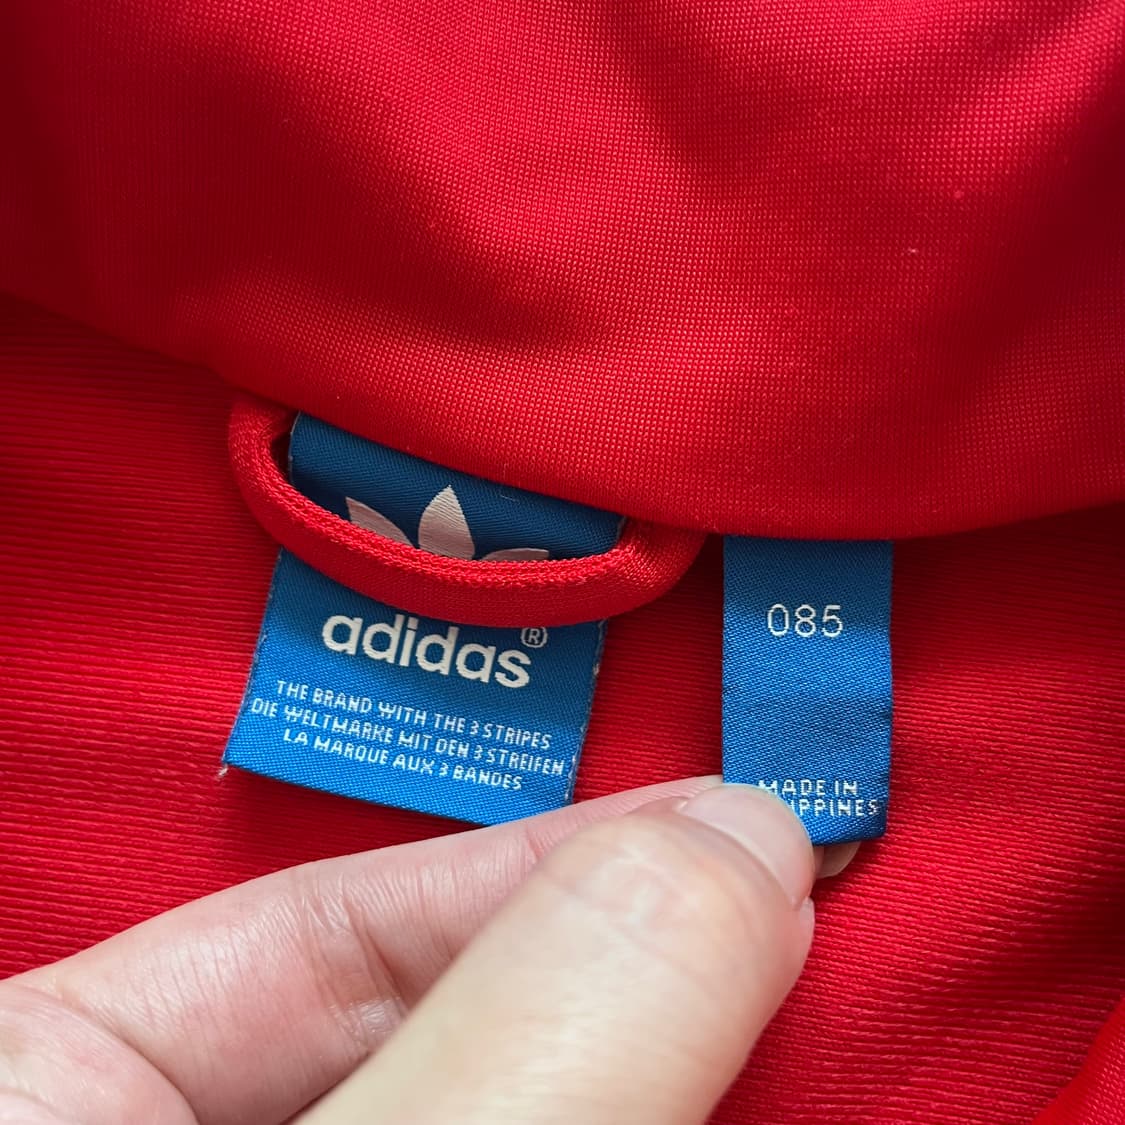 adidas®
THE BRAND WITH THE 3 STRIPES
DIE WELTMARKE MIT DEN 3 STREIFEN
LA MARQUE AUX 3 BANDES
085
MADE IN